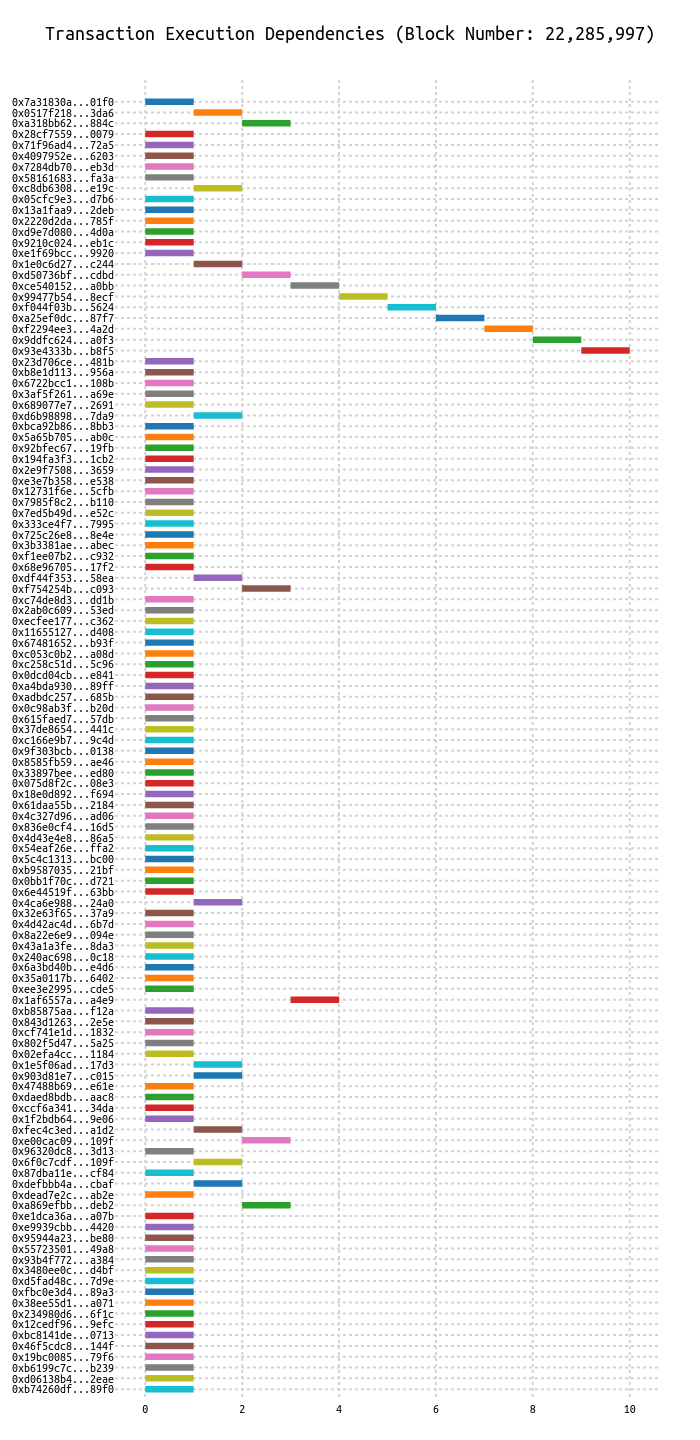 Transaction Execution Dependencies (Block Number: 22,285,997)
0x7a31830a...01f0
0x0517f218...3da6
0xa318bb62...884c
0x28cf7559...0079
0x71f96ad4...72a5
0x4097952e...6203
0x7284db70...eb3d
0x58161683...fa3a
0xc8db6308...e19c
0x05cfc9e3...d7b6
0x13a1faa9...2deb
0x2220d2da...785f
0xd9e7d080...4d0a
0x9210c024...eb1c
0xe1f69bcc...9920
0x1e0c6d27...c244
0xd50736bf...cdbd
0xce540152...a0bb
0x99477b54...8ecf
0xf044f03b...5624
0xa25ef0dc...87f7
0xf2294ee3...4a2d
0x9ddfc624...a0f3
0x93e4333b...b8f5
0x23d706ce...481b
0xb8e1d113...956a
0x6722bcc1...108b
0x3af5f261...a69e
0x689077e7...2691
0xd6b98898...7da9
0xbca92b86...8bb3
0x5a65b705...ab0c
0x92bfec67...19fb
0x194fa3f3...1cb2
0x2e9f7508...3659
0xe3e7b358...e538
0x12731f6e...5cfb
0x7985f8c2...b110
0x7ed5b49d...e52c
0x333ce4f7...7995
0x725c26e8...8e4e
0x3b3381ae...abec
0xf1ee07b2...c932
0x68e96705...17f2
0xdf44f353...58ea
0xf754254b...c093
0xc74de8d3...dd1b
0x2ab0c609...53ed
0xecfee177...c362
0x11655127...d408
0x67481652...b93f
0xc053c0b2...a08d
0xc258c51d...5c96
0x0dcd04cb...e841
0xa4bda930...89ff
0xadbdc257...685b
0x0c98ab3f...b20d
0x615faed7...57db
0x37de8654...441c
0xc166e9b7...9c4d
0x9f303bcb...0138
0x8585fb59...ae46
0x33897bee...ed80
0x075d8f2c...08e3
0x18e0d892...f694
0x61daa55b...2184
0x4c327d96...ad06
0x836e0cf4...16d5
0x4d43e4e8...86a5
0x54eaf26e...ffa2
0x5c4c1313...bc00
0xb9587035...21bf
0x0bb1f70c...d721
0x6e44519f...63bb
0x4ca6e988...24a0
0x32e63f65...37a9
0x4d42ac4d...6b7d
0x8a22e6e9...094e
0x43a1a3fe...8da3
0x240ac698...0c18
0x6a3bd40b...e4d6
0x35a0117b...6402
0xee3e2995...cde5
0x1af6557a...a4e9
0xb85875aa...f12a
0x843d1263...2e5e
0xcf741e1d...1832
0x802f5d47...5a25
0x02efa4cc...1184
0x1e5f06ad...17d3
0x903d81e7...c015
0x47488b69...e61e
0xdaed8bdb...aac8
0xccf6a341...34da
0x1f2bdb64...9e06
0xfec4c3ed...a1d2
0xe00cac09...109f
0x96320dc8...3d13
0x6f0c7cdf...109f
0x87dba11e...cf84
0xdefbbb4a...cbaf
0xdead7e2c...ab2e
0xa869efbb...deb2
0xe1dca36a...a07b
0xe9939cbb...4420
0x95944a23...be80
0x55723501...49a8
0x93b4f772...a384
0x3480ee0c...d4bf
0xd5fad48c...7d9e
0xfbc0e3d4...89a3
0x38ee55d1...a071
0x234980d6...6f1c
0x12cedf96...9efc
0xbc8141de...0713
0x46f5cdc8...144f
0x19bc0085...79f6
0xb6199c7c...b239
0xd06138b4...2eae
0xb74260df...89f0
0 2 4 6 8 10